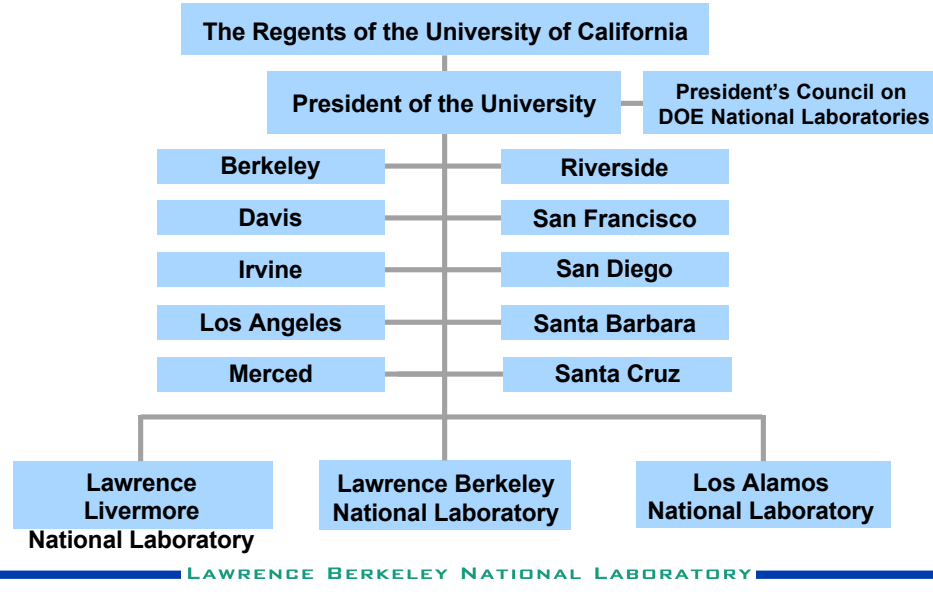 The Regents of the University of California
President of the University
President’s Council on
DOE National Laboratories
Berkeley
Riverside
Davis
San Francisco
Irvine
San Diego
Los Angeles
Santa Barbara
Merced
Santa Cruz
Lawrence
Livermore
National Laboratory
Lawrence Berkeley
National Laboratory
Los Alamos
National Laboratory
LAWRENCE BERKELEY NATIONAL LABORATORY